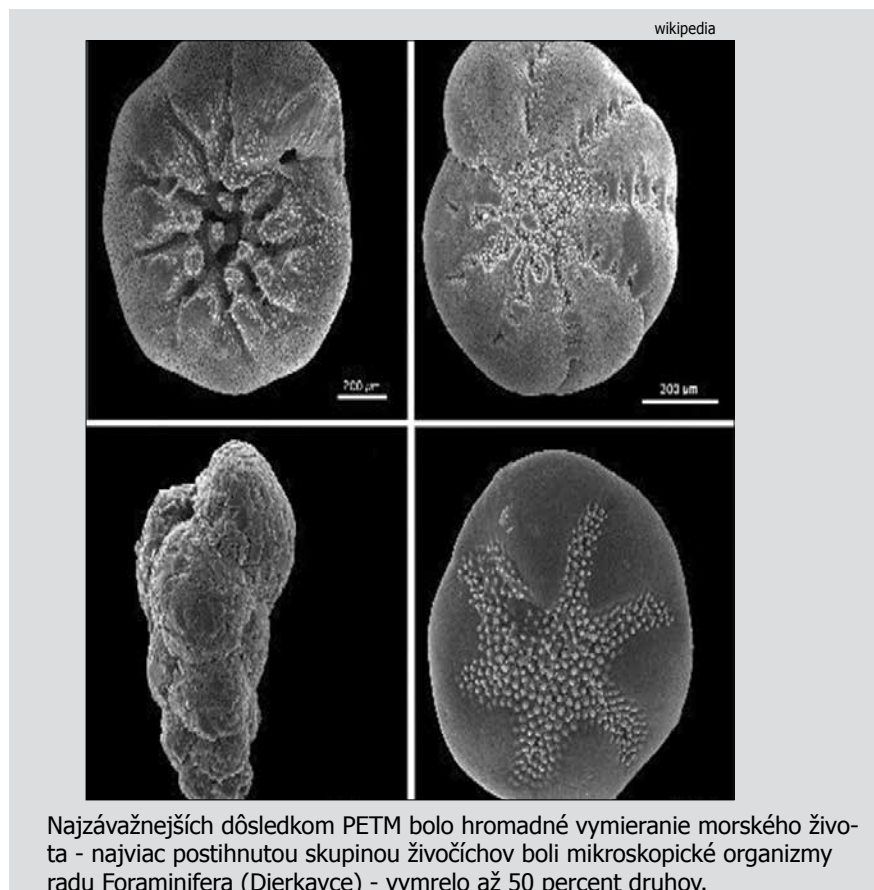 wikipedia
200 µm
200 µm
Najzávažnejších dôsledkom PETM bolo hromadné vymieranie morského živo-
ta - najviac postihnutou skupinou živočíchov boli mikroskopické organizmy
radu Foraminifera (Dierkavce) - vymrelo až 50 percent druhov.